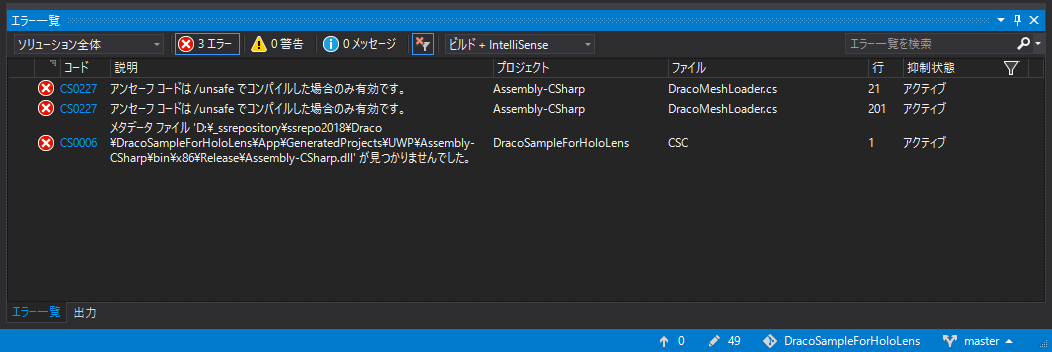 エラー一覧
ソリューション全体 3 エラー 0 警告 0 メッセージ ビルド + IntelliSense エラー一覧を検索
コード 説明 プロジェクト ファイル 行 抑制状態
CS0227 アンセーフ コードは /unsafe でコンパイルした場合のみ有効です。 Assembly-CSharp DracoMeshLoader.cs 21 アクティブ
CS0227 アンセーフ コードは /unsafe でコンパイルした場合のみ有効です。 Assembly-CSharp DracoMeshLoader.cs 201 アクティブ
メタデータ ファイル 'D:¥_ssrepository¥ssrepo2018¥Draco
CS0006 ¥DracoSampleForHoloLens¥App¥GeneratedProjects¥UWP¥Assembly- DracoSampleForHoloLens CSC 1 アクティブ
CSharp¥bin¥x86¥Release¥Assembly-CSharp.dll' が見つかりませんでした。
エラー一覧 出力
0 49 DracoSampleForHoloLens master